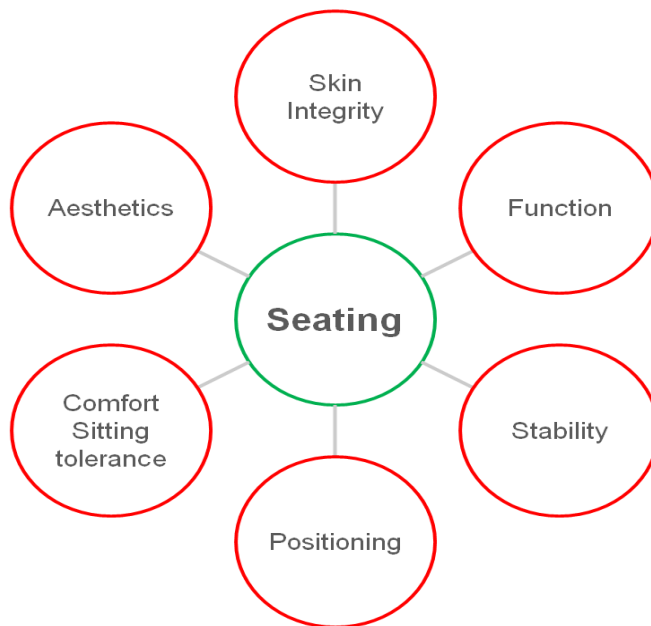 Skin
Integrity
Aesthetics
Function
Seating
Comfort
Sitting
tolerance
Stability
Positioning